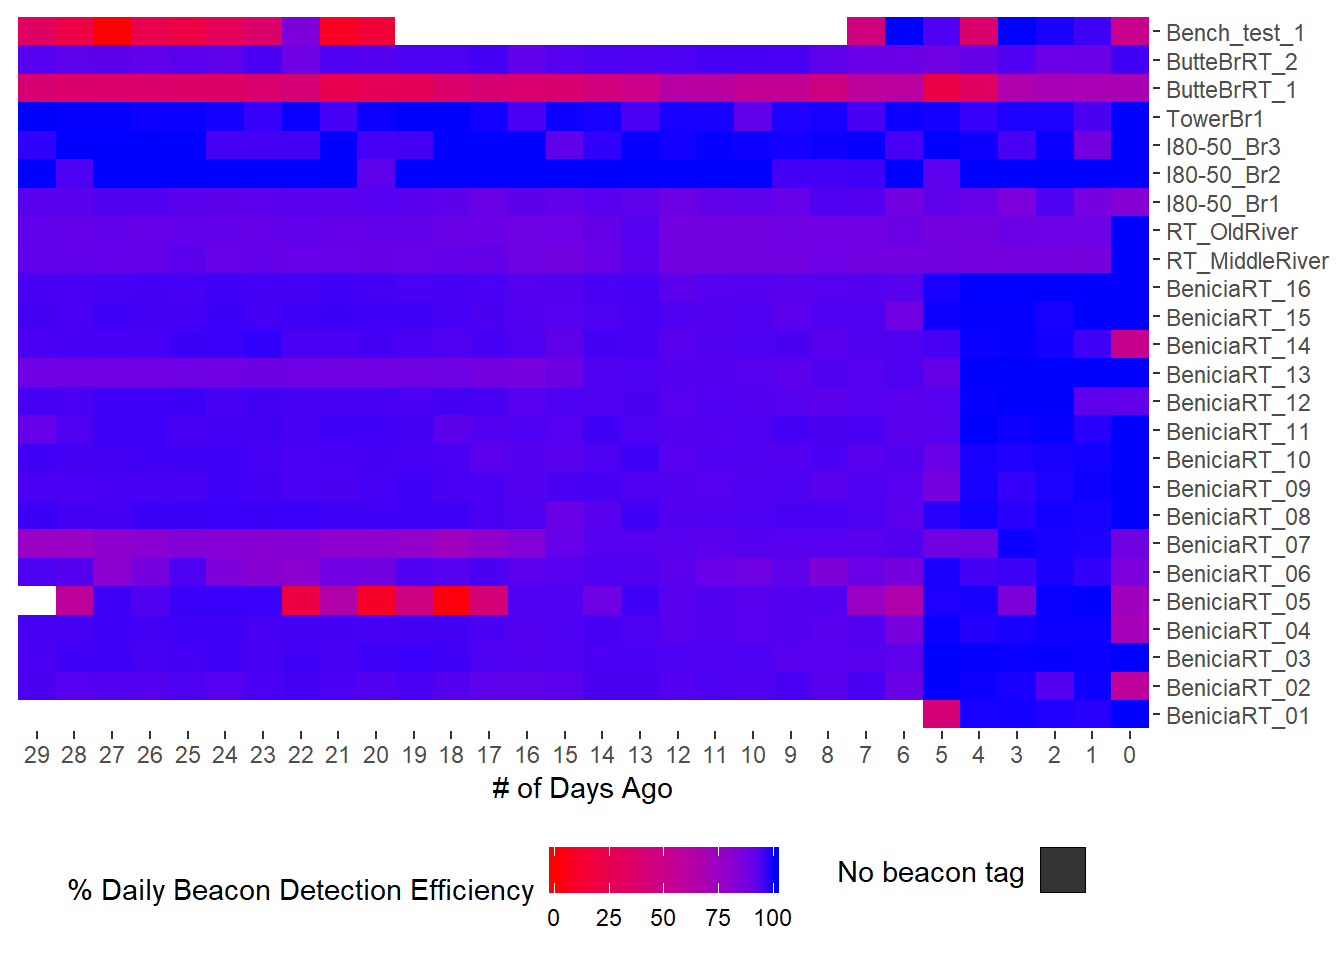 Bench_test_1
ButteBrRT_2
ButteBrRT_1
TowerBr1
I80-50_Br3
I80-50_Br2
I80-50_Br1
RT_OldRiver
RT_MiddleRiver
BeniciaRT_16
BeniciaRT_15
BeniciaRT_14
BeniciaRT_13
BeniciaRT_12
BeniciaRT_11
BeniciaRT_10
BeniciaRT_09
BeniciaRT_08
BeniciaRT_07
BeniciaRT_06
BeniciaRT_05
BeniciaRT_04
BeniciaRT_03
BeniciaRT_02
BeniciaRT_01
29 28 27 26 25 24 23 22 21 20 19 18 17 16 15 14 13 12 11 10 9 8 7 6 5 4 3 2 1 0
# of Days Ago
% Daily Beacon Detection Efficiency
0 25 50 75 100
No beacon tag